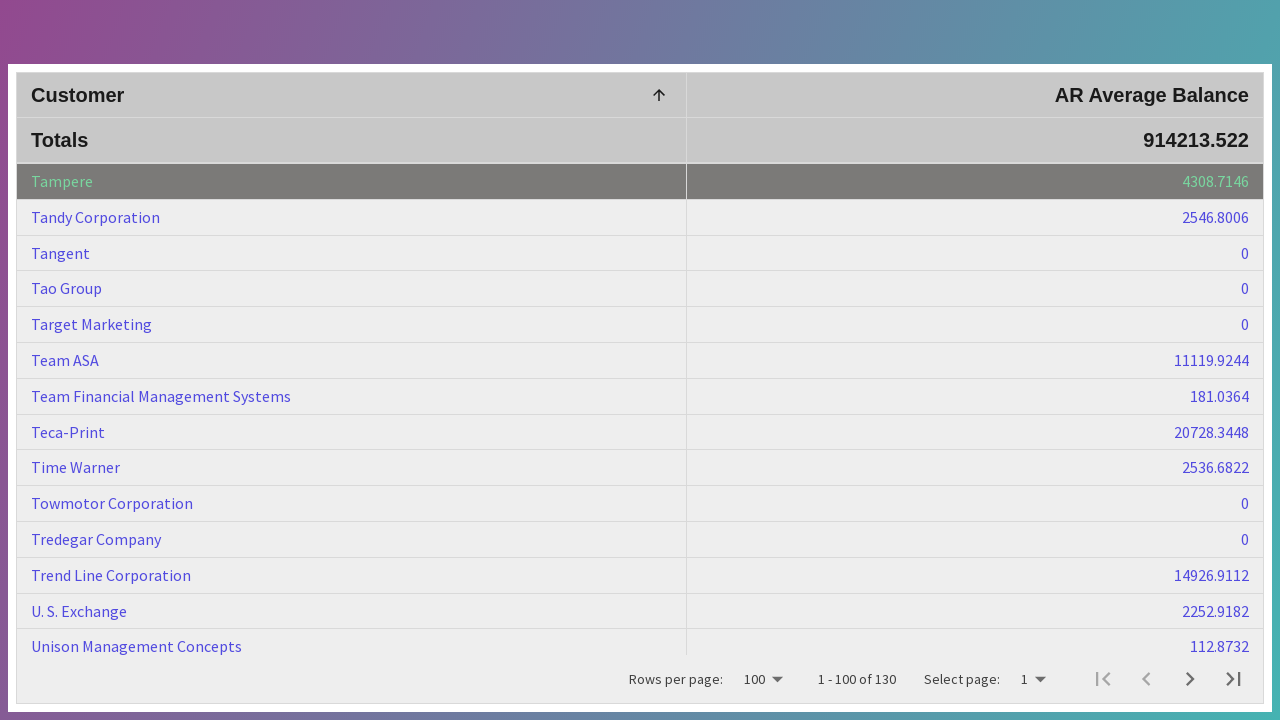 Customer AR Average Balance
Totals 914213.522
Tampere 4308.7146
Tandy Corporation 2546.8006
Tangent 0
Tao Group 0
Target Marketing 0
Team ASA 11119.9244
Team Financial Management Systems 181.0364
Teca-Print 20728.3448
Time Warner 2536.6822
Towmotor Corporation 0
Tredegar Company 0
Trend Line Corporation 14926.9112
U. S. Exchange 2252.9182
Unison Management Concepts 112.8732
Rows per page: 100 1 - 100 of 130 Select page: 1